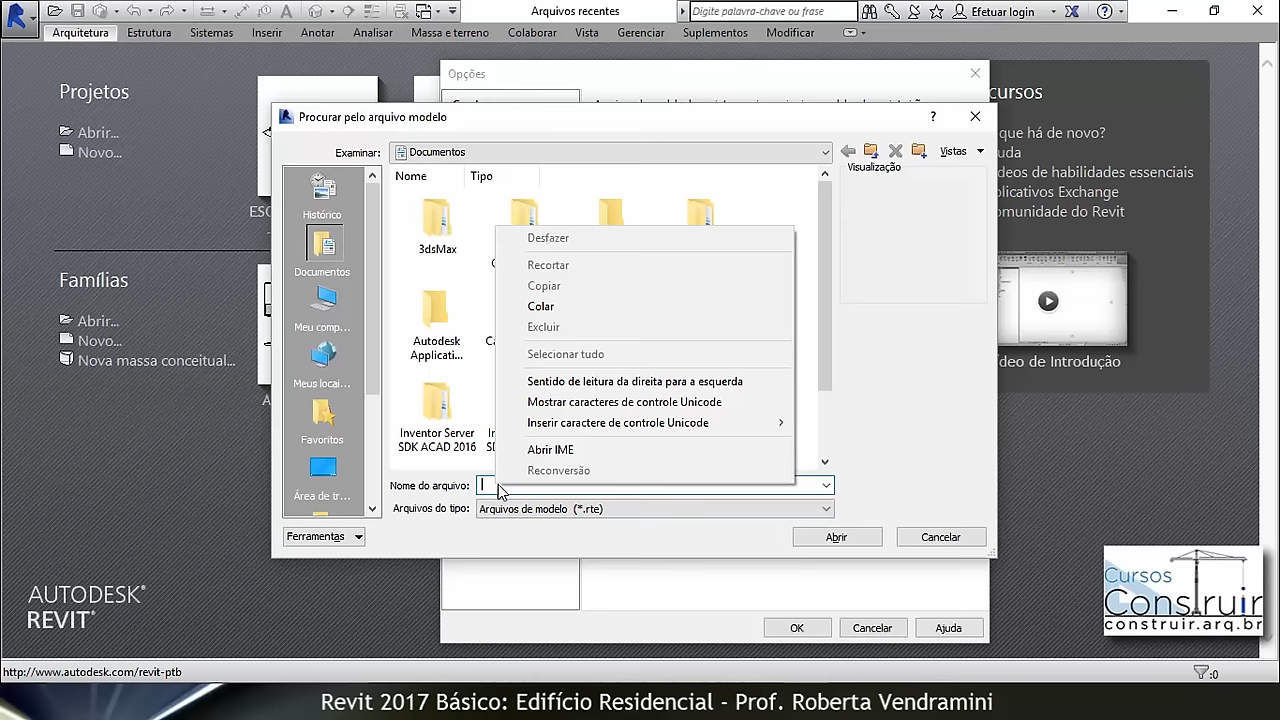 Arquivos recentes
Digite palavra-chave ou frase
Efetuar login
Arquitetura Estrutura Sistemas Inserir Anotar Analisar Massa e terreno Colaborar Vista Gerenciar Suplementos Modificar
Projetos
Abrir...
Novo...
Famílias
Abrir...
Novo...
Nova massa conceitual...
AUTODESK®
REVIT®
Opções
Procurar pelo arquivo modelo
Examinar:
Documentos
Vistas
Visualização
Nome Tipo
Histórico
Documentos
Meu comp...
Meus locai...
Favoritos
Área de tr...
3dsMax
Autodesk
Applicati...
Inventor Server
SDK ACAD 2016
Desfazer
Recortar
Copiar
Colar
Excluir
Selecionar tudo
Sentido de leitura da direita para a esquerda
Mostrar caracteres de controle Unicode
Inserir caractere de controle Unicode
Abrir IME
Reconversão
Nome do arquivo:
Arquivos do tipo: Arquivos de modelo (*.rte)
Ferramentas
Abrir
Cancelar
OK
Cancelar
Ajuda
cursos
que há de novo?
uda
deos de habilidades essenciais
plicativos Exchange
omunidade do Revit
deo de Introdução
Cursos
Construir
construir.arq.br
http://www.autodesk.com/revit-ptb
:0
Revit 2017 Básico: Edifício Residencial - Prof. Roberta Vendramini